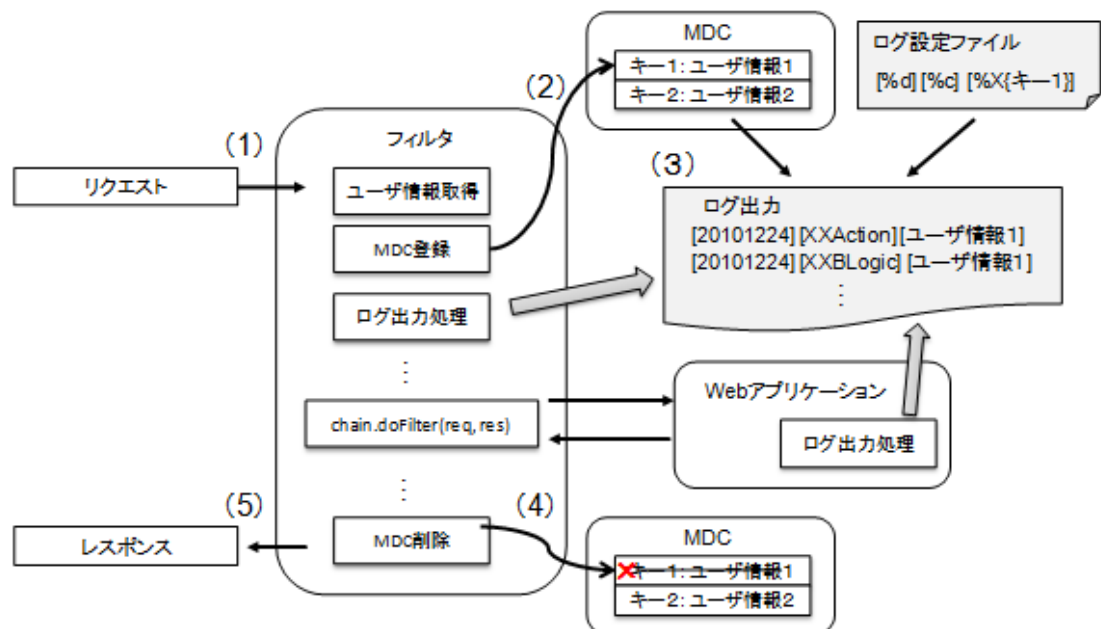 MDC
キー1: ユーザ情報1
キー2: ユーザ情報2
ログ設定ファイル
[%d] [%c] [%X{キー1}]
(1)
(2)
フィルタ
リクエスト
ユーザ情報取得
MDC登録
ログ出力処理
⋮
chain.doFilter(req, res)
⋮
MDC削除
(3)
ログ出力
[20101224] [XXAction] [ユーザ情報1]
[20101224] [XXBLogic] [ユーザ情報1]
⋮
Webアプリケーション
ログ出力処理
(5)
レスポンス
(4)
MDC
キー1: ユーザ情報1
キー2: ユーザ情報2